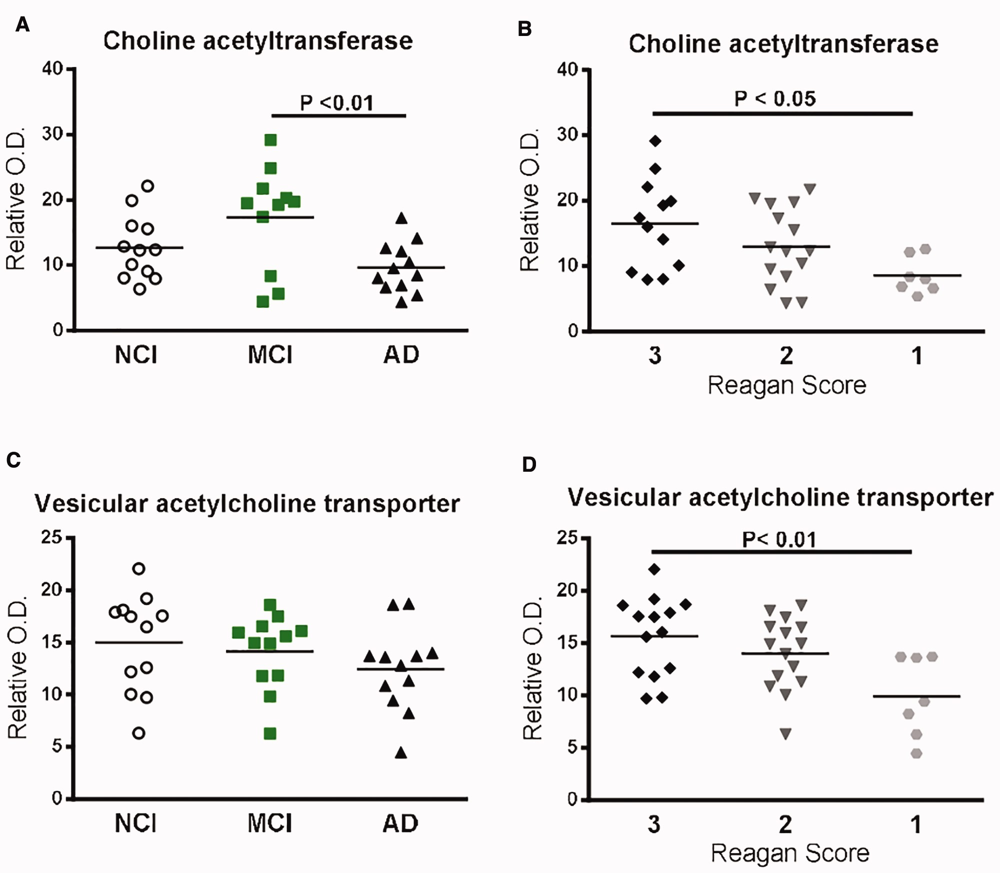 A
Choline acetyltransferase
40
30
20
10
0
Relative O.D.
P <0.01
NCI MCI AD
B
Choline acetyltransferase
40
30
20
10
0
Relative O.D.
P < 0.05
3 2 1
Reagan Score
C
Vesicular acetylcholine transporter
25
20
15
10
5
0
Relative O.D.
NCI MCI AD
D
Vesicular acetylcholine transporter
25
20
15
10
5
0
Relative O.D.
P< 0.01
3 2 1
Reagan Score